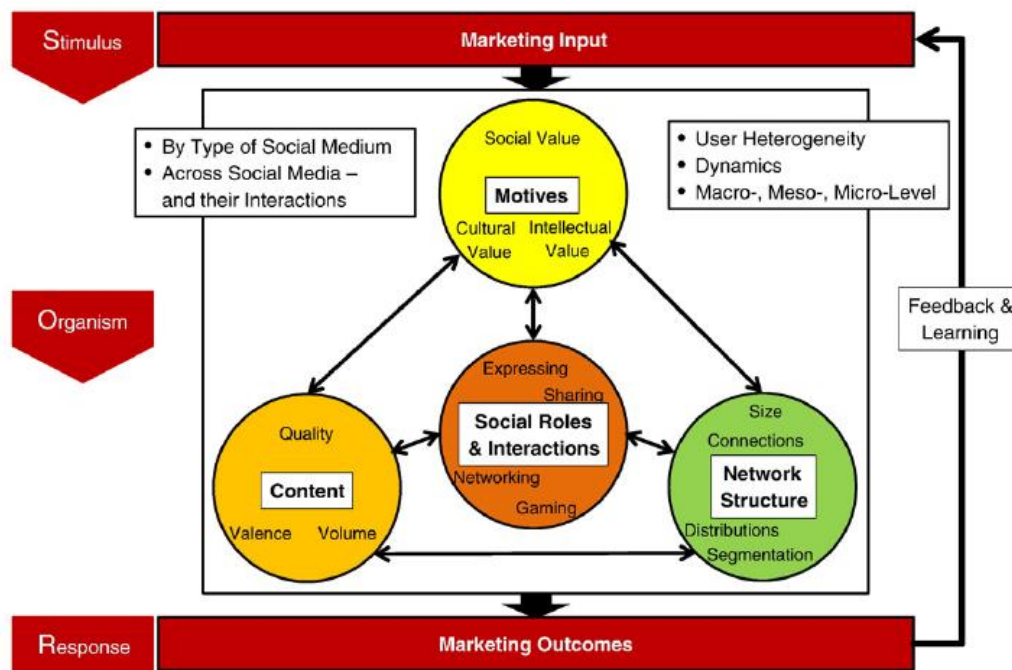 Stimulus
Marketing Input
• By Type of Social Medium
• Across Social Media –
and their Interactions
• User Heterogeneity
• Dynamics
• Macro-, Meso-, Micro-Level
Social Value
Motives
Cultural
Value
Intellectual
Value
Organism
Feedback &
Learning
Expressing
Sharing
Social Roles
& Interactions
Networking
Gaming
Quality
Content
Valence
Volume
Size
Connections
Network
Structure
Distributions
Segmentation
Response
Marketing Outcomes